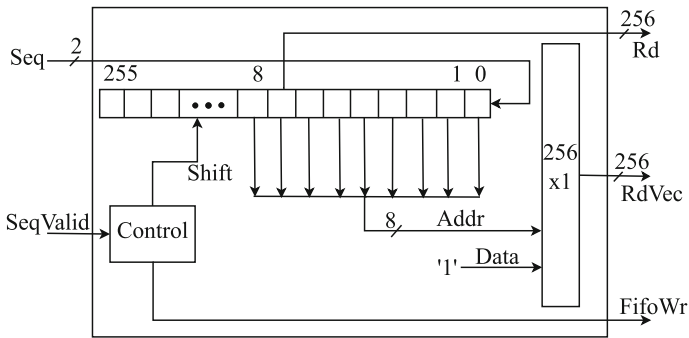 256
Rd
Seq 2
255 8 1 0
Shift
256
x1
256
RdVec
SeqValid
Control
8 Addr
'1' Data
FifoWr